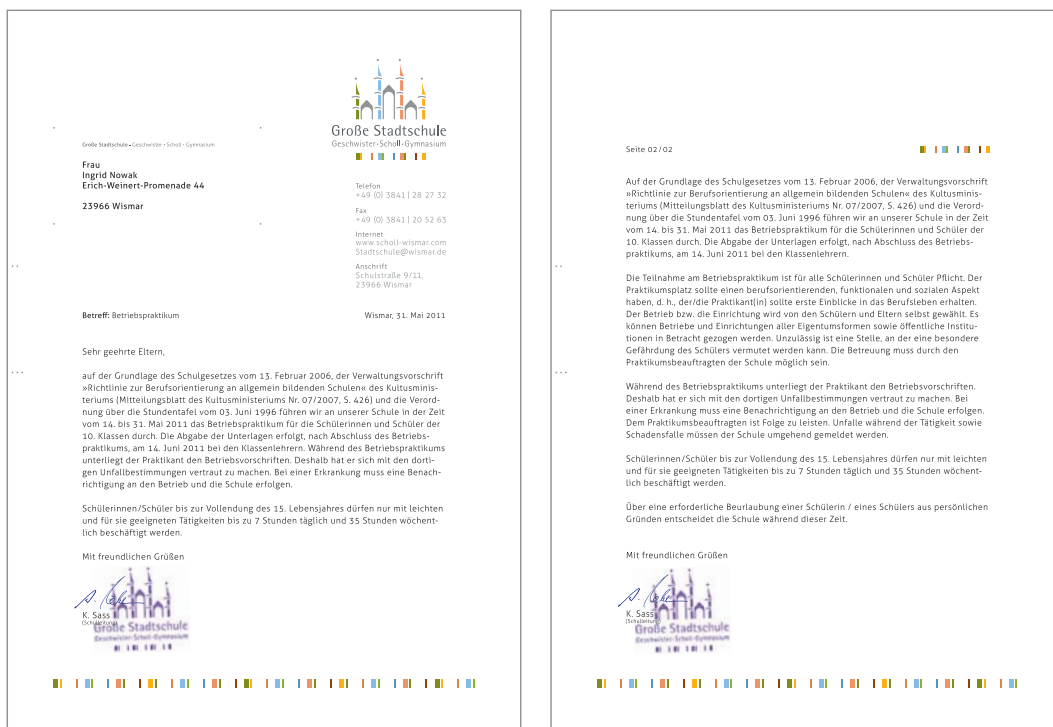 Große Stadtschule
Geschwister·Scholl·Gymnasium
Große Stadtschule • Geschwister · Scholl · Gymnasium
Frau
Ingrid Nowak
Erich-Weinert-Promenade 44
23966 Wismar
Telefon
+49 (0) 3841 | 28 27 32
Fax
+49 (0) 3841 | 20 52 63
Internet
www.scholl-wismar.com
Stadtschule@wismar.de
Anschrift
Schulstraße 9/11,
23966 Wismar
Betreff: Betriebspraktikum
Wismar, 31. Mai 2011
Sehr geehrte Eltern,
auf der Grundlage des Schulgesetzes vom 13. Februar 2006, der Verwaltungsvorschrift
»Richtlinie zur Berufsorientierung an allgemein bildenden Schulen« des Kultusminis-
teriums (Mitteilungsblatt des Kultusministeriums Nr. 07/2007, S. 426) und die Verord-
nung über die Stundentafel vom 03. Juni 1996 führen wir an unserer Schule in der Zeit
vom 14. bis 31. Mai 2011 das Betriebspraktikum für die Schülerinnen und Schüler der
10. Klassen durch. Die Abgabe der Unterlagen erfolgt, nach Abschluss des Betriebs-
praktikums, am 14. Juni 2011 bei den Klassenlehrern. Während des Betriebspraktikums
unterliegt der Praktikant den Betriebsvorschriften. Deshalb hat er sich mit den dorti-
gen Unfallbestimmungen vertraut zu machen. Bei einer Erkrankung muss eine Benach-
richtigung an den Betrieb und die Schule erfolgen.
Schülerinnen/Schüler bis zur Vollendung des 15. Lebensjahres dürfen nur mit leichten
und für sie geeigneten Tätigkeiten bis zu 7 Stunden täglich und 35 Stunden wöchent-
lich beschäftigt werden.
Mit freundlichen Grüßen
K. Sass
(Schulleitung)
Große Stadtschule
Geschwister·Scholl·Gymnasium
Seite 02/02
Auf der Grundlage des Schulgesetzes vom 13. Februar 2006, der Verwaltungsvorschrift
»Richtlinie zur Berufsorientierung an allgemein bildenden Schulen« des Kultusminis-
teriums (Mitteilungsblatt des Kultusministeriums Nr. 07/2007, S. 426) und die Verord-
nung über die Stundentafel vom 03. Juni 1996 führen wir an unserer Schule in der Zeit
vom 14. bis 31. Mai 2011 das Betriebspraktikum für die Schülerinnen und Schüler der
10. Klassen durch. Die Abgabe der Unterlagen erfolgt, nach Abschluss des Betriebs-
praktikums, am 14. Juni 2011 bei den Klassenlehrern.
Die Teilnahme am Betriebspraktikum ist für alle Schülerinnen und Schüler Pflicht. Der
Praktikumsplatz sollte einen berufsorientierenden, funktionalen und sozialen Aspekt
haben, d. h., der/die Praktikant(in) sollte erste Einblicke in das Berufsleben erhalten.
Der Betrieb bzw. die Einrichtung wird von den Schülern und Eltern selbst gewählt. Es
können Betriebe und Einrichtungen aller Eigentumsformen sowie öffentliche Institu-
tionen in Betracht gezogen werden. Unzulässig ist eine Stelle, an der eine besondere
Gefährdung des Schülers vermutet werden kann. Die Betreuung muss durch den
Praktikumsbeauftragten der Schule möglich sein.
Während des Betriebspraktikums unterliegt der Praktikant den Betriebsvorschriften.
Deshalb hat er sich mit den dortigen Unfallbestimmungen vertraut zu machen. Bei
einer Erkrankung muss eine Benachrichtigung an den Betrieb und die Schule erfolgen.
Dem Praktikumsbeauftragten ist Folge zu leisten. Unfalle während der Tätigkeit sowie
Schadensfalle müssen der Schule umgehend gemeldet werden.
Schülerinnen/Schüler bis zur Vollendung des 15. Lebensjahres dürfen nur mit leichten
und für sie geeigneten Tätigkeiten bis zu 7 Stunden täglich und 35 Stunden wöchent-
lich beschäftigt werden.
Über eine erforderliche Beurlaubung einer Schülerin / eines Schülers aus persönlichen
Gründen entscheidet die Schule während dieser Zeit.
Mit freundlichen Grüßen
K. Sass
(Schulleitung)
Große Stadtschule
Geschwister·Scholl·Gymnasium